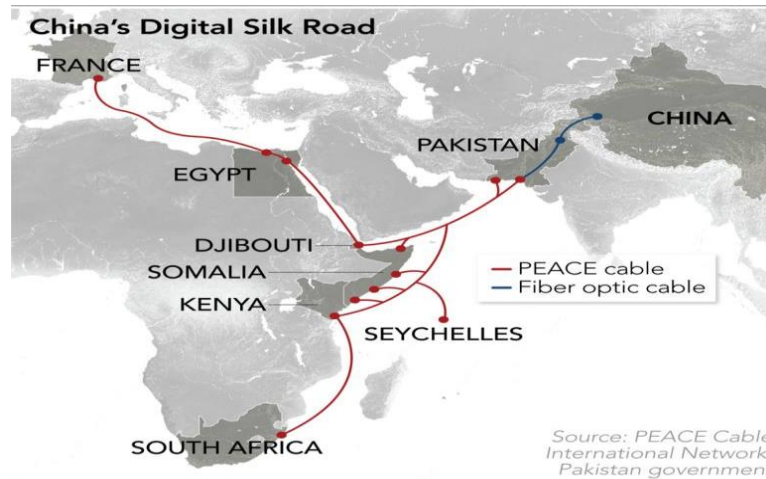 China's Digital Silk Road
FRANCE
PAKISTAN
CHINA
EGYPT
DJIBOUTI
SOMALIA
KENYA
PEACE cable
Fiber optic cable
SEYCHELLES
SOUTH AFRICA
Source: PEACE Cable
International Network
Pakistan governmen